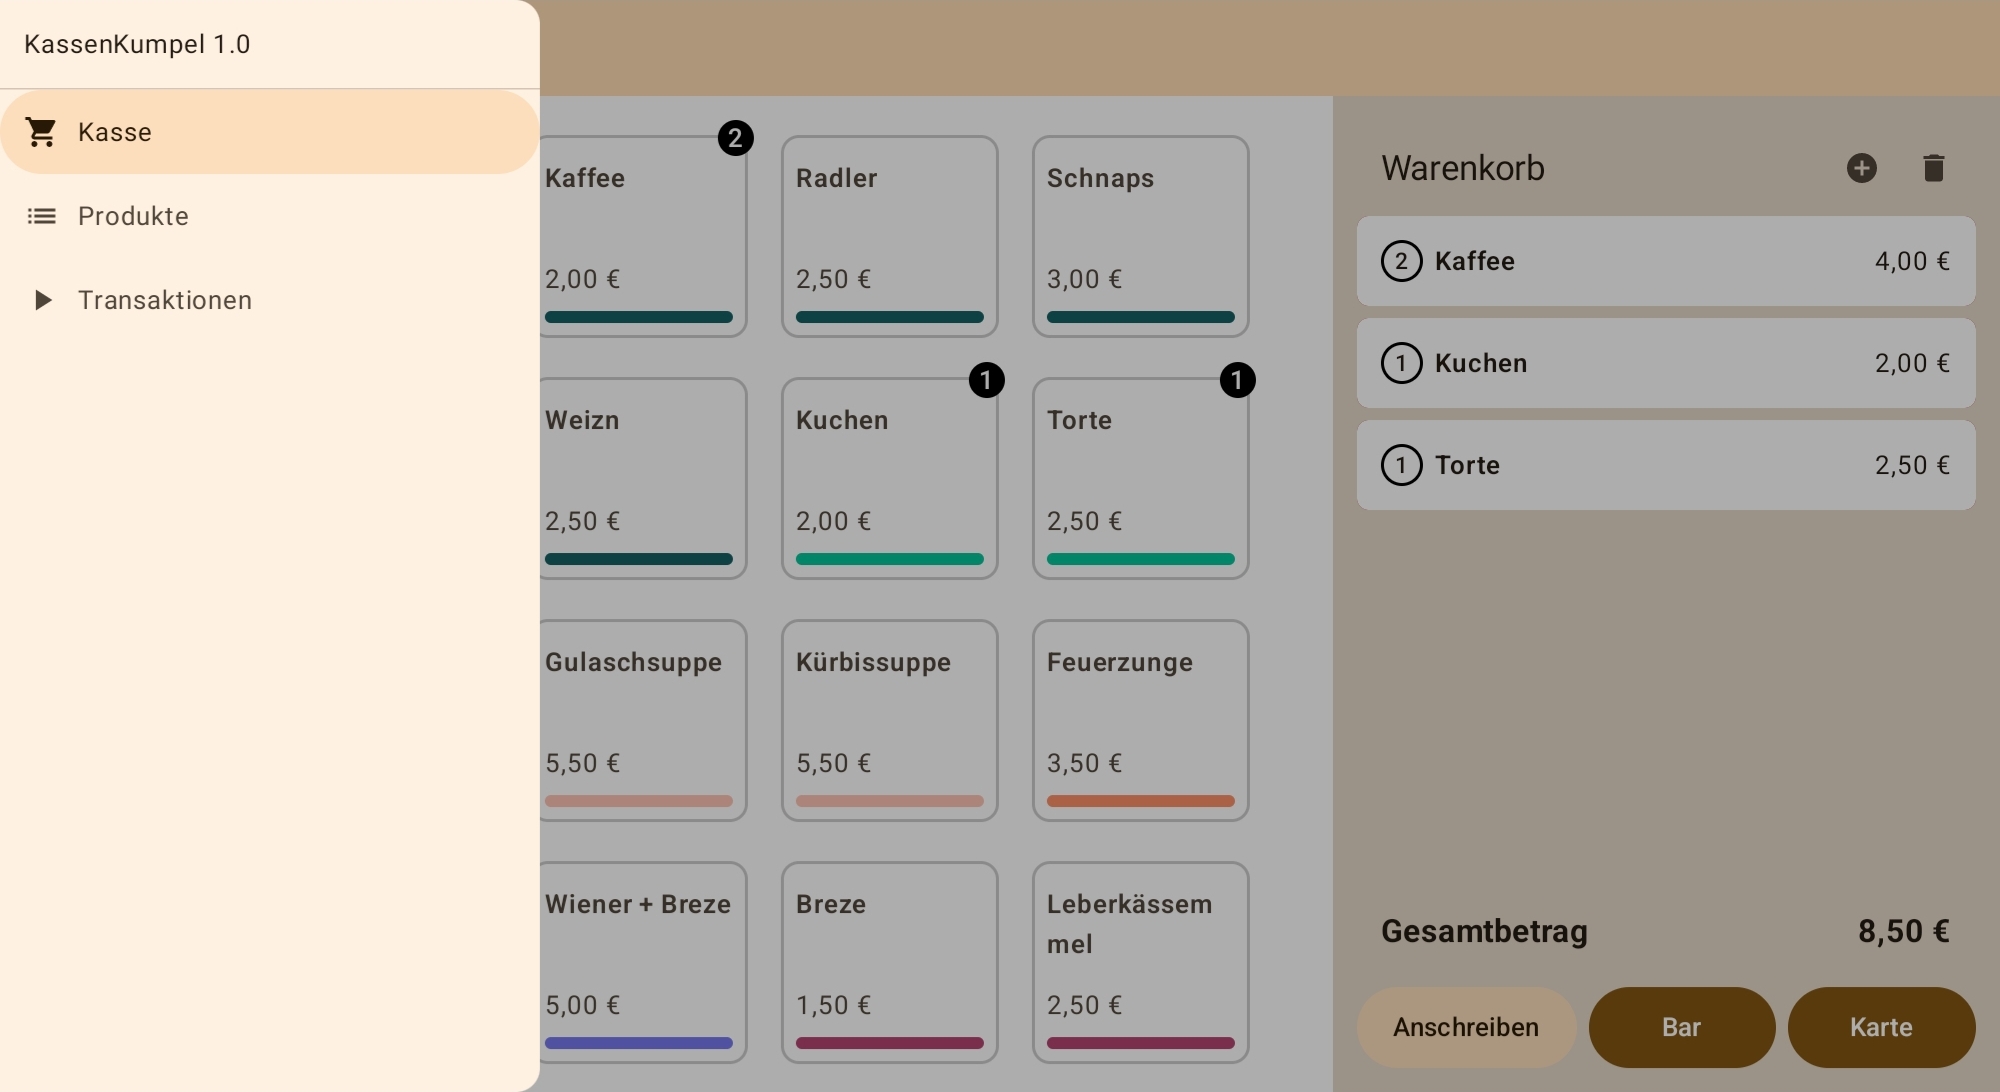 KassenKumpel 1.0
Kasse
Produkte
Transaktionen
2
Kaffee
2,00 €
Radler
2,50 €
Schnaps
3,00 €
Weizn
2,50 €
1
Kuchen
2,00 €
1
Torte
2,50 €
Gulaschsuppe
5,50 €
Kürbissuppe
5,50 €
Feuerzunge
3,50 €
Wiener + Breze
5,00 €
Breze
1,50 €
Leberkässem
mel
2,50 €
Warenkorb
2 Kaffee 4,00 €
1 Kuchen 2,00 €
1 Torte 2,50 €
Gesamtbetrag 8,50 €
Anschreiben Bar Karte